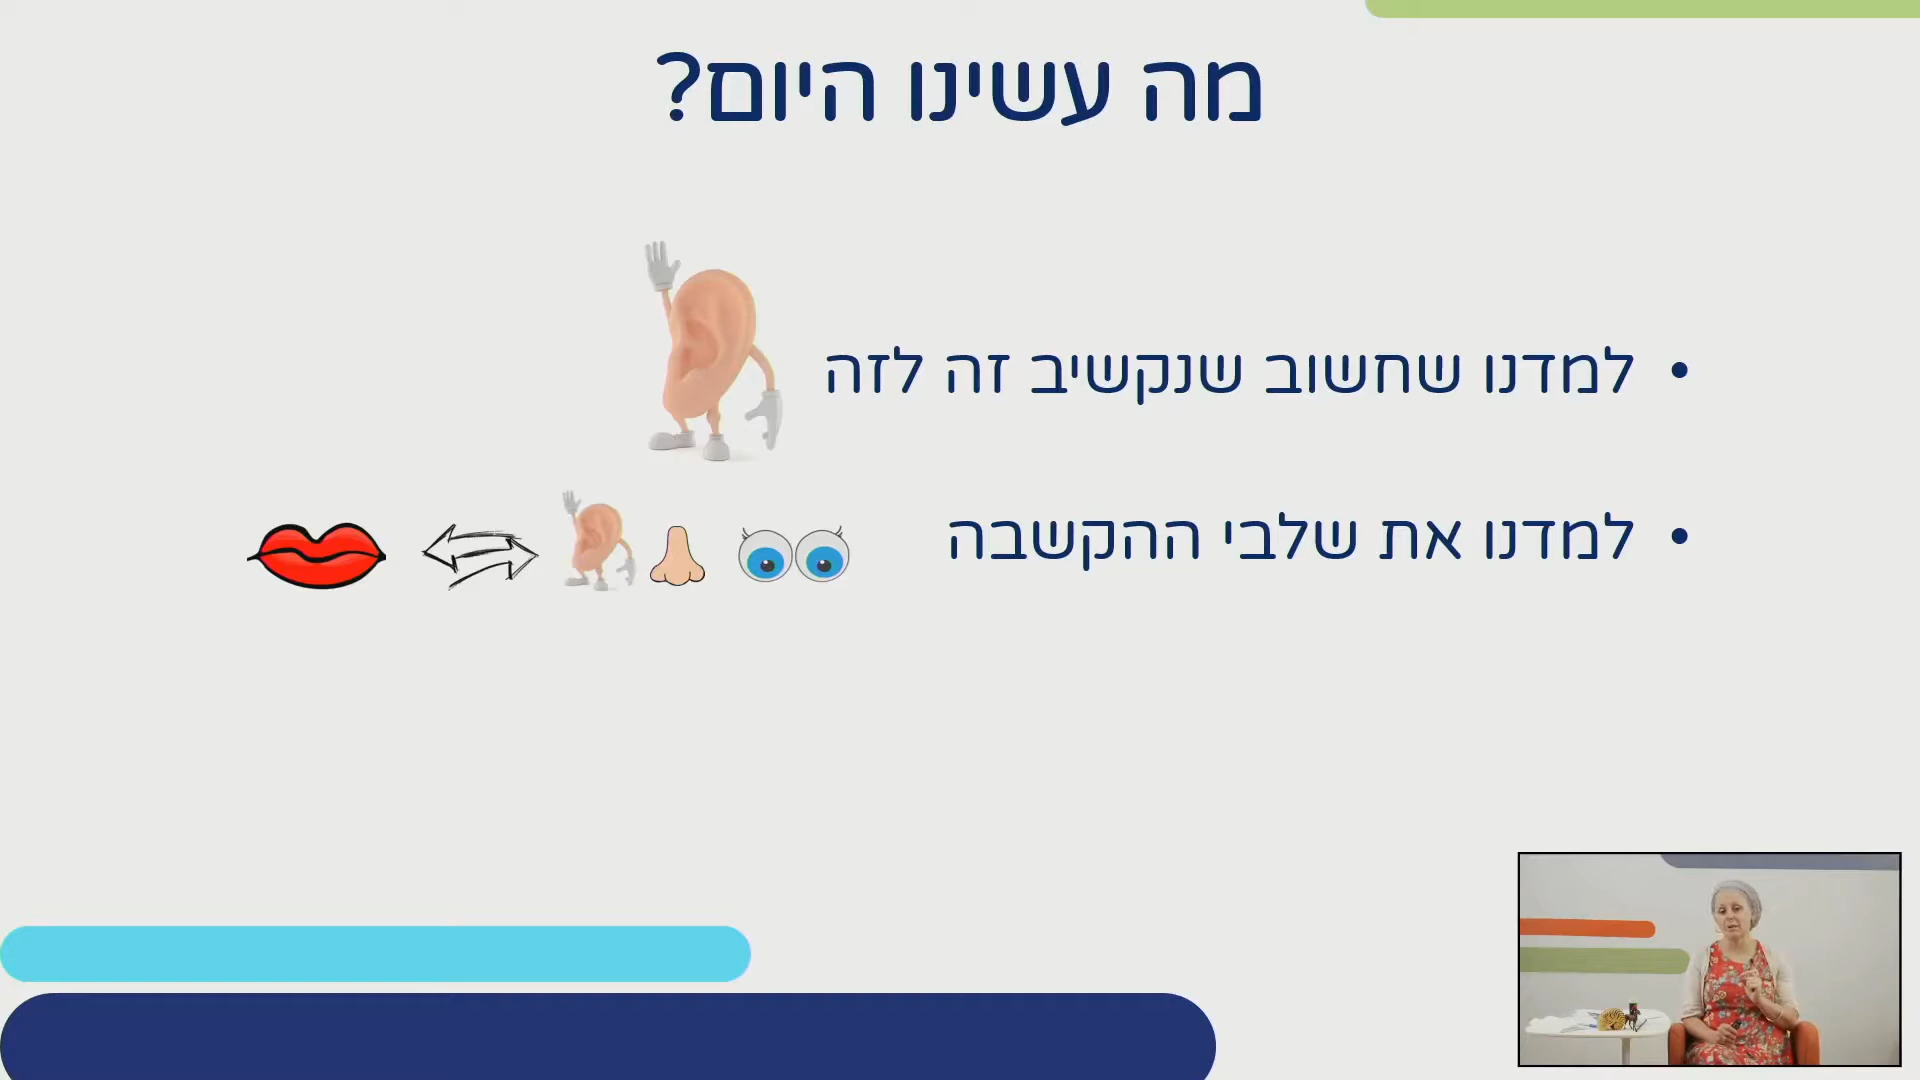 מה עשינו היום?
• למדנו שחשוב שנקשיב זה לזה
• למדנו את שלבי ההקשבה